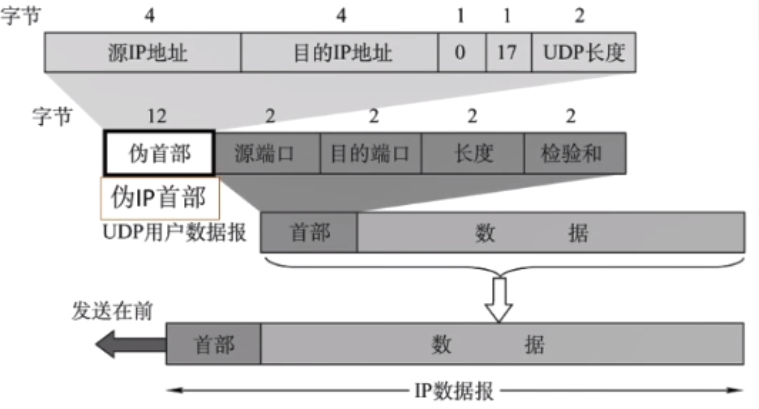 字节 4 4 1 1 2
源IP地址 目的IP地址 0 17 UDP长度
字节 12 2 2 2 2
伪首部 源端口 目的端口 长度 检验和
伪IP首部
UDP用户数据报 首部 数 据
发送在前
首部 数 据
IP数据报